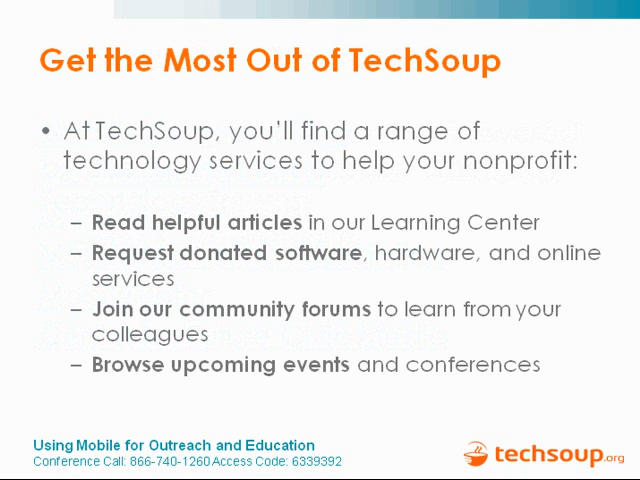 Get the Most Out of TechSoup
• At TechSoup, you'll find a range of
technology services to help your nonprofit:
– Read helpful articles in our Learning Center
– Request donated software, hardware, and online
services
– Join our community forums to learn from your
colleagues
– Browse upcoming events and conferences
Using Mobile for Outreach and Education
Conference Call: 866-740-1260 Access Code: 6339392
techsoup.org